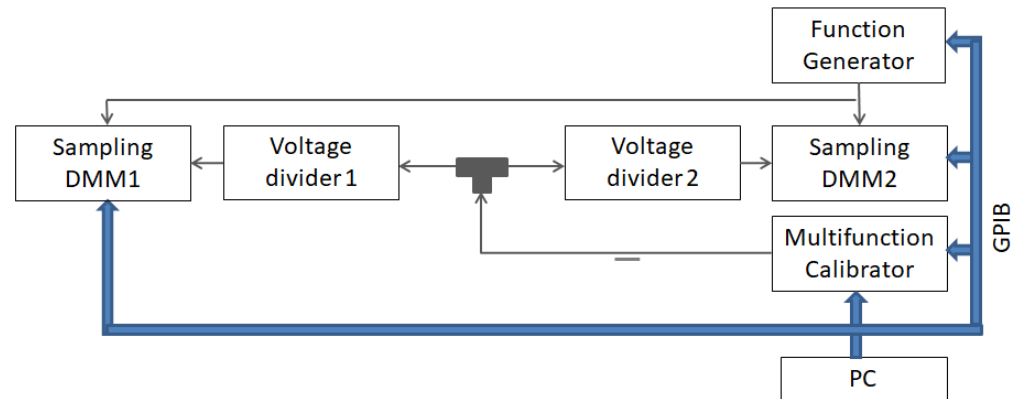 Function
Generator
Sampling
DMM1
Voltage
divider 1
Voltage
divider 2
Sampling
DMM2
Multifunction
Calibrator
GPIB
PC